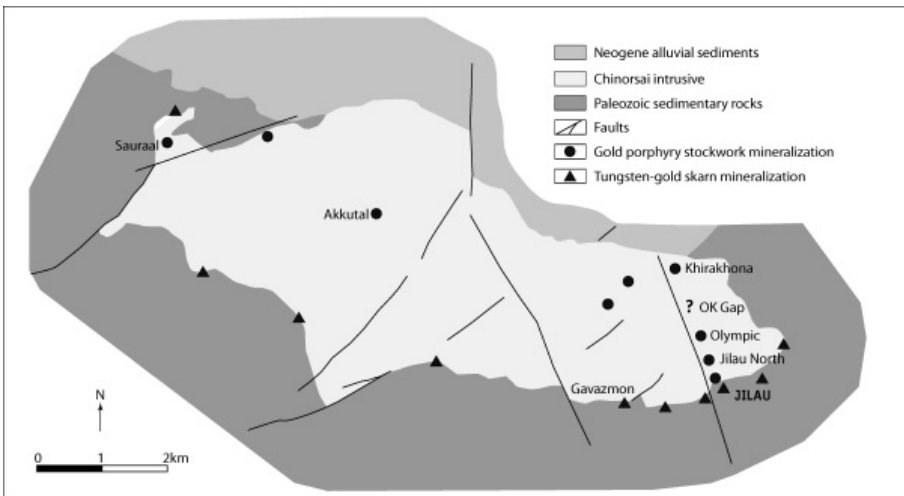 Neogene alluvial sediments
Chinorsai intrusive
Paleozoic sedimentary rocks
Faults
Gold porphyry stockwork mineralization
Tungsten-gold skarn mineralization
Sauraal
Akkutal
Khirakhona
? OK Gap
Olympic
Jilau North
Gavazmon
JILAU
N
0 1 2km